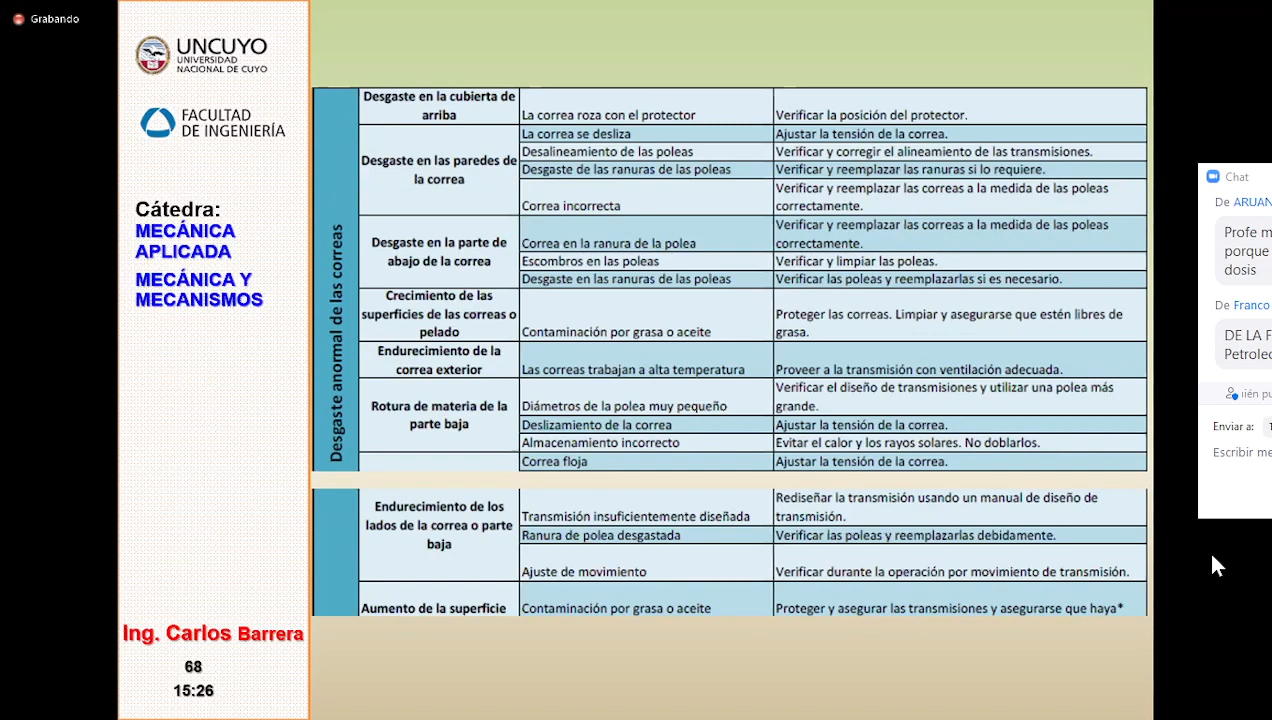 Grabando
UNCUYO
UNIVERSIDAD
NACIONAL DE CUYO
FACULTAD
DE INGENIERÍA
Cátedra:
MECÁNICA
APLICADA
MECÁNICA Y
MECANISMOS
Ing. Carlos Barrera
68
15:26
Desgaste anormal de las correas
Desgaste en la cubierta de
arriba
La correa roza con el protector
Verificar la posición del protector.
Desgaste en las paredes de
la correa
La correa se desliza
Ajustar la tensión de la correa.
Desalineamiento de las poleas
Verificar y corregir el alineamiento de las transmisiones.
Desgaste de las ranuras de las poleas
Verificar y reemplazar las ranuras si lo requiere.
Correa incorrecta
Verificar y reemplazar las correas a la medida de las poleas
correctamente.
Desgaste en la parte de
abajo de la correa
Correa en la ranura de la polea
Verificar y reemplazar las correas a la medida de las poleas
correctamente.
Escombros en las poleas
Verificar y limpiar las poleas.
Desgaste en las ranuras de las poleas
Verificar las poleas y reemplazarlas si es necesario.
Crecimiento de las
superficies de las correas o
pelado
Contaminación por grasa o aceite
Proteger las correas. Limpiar y asegurarse que estén libres de
grasa.
Endurecimiento de la
correa exterior
Las correas trabajan a alta temperatura
Proveer a la transmisión con ventilación adecuada.
Rotura de materia de la
parte baja
Diámetros de la polea muy pequeño
Verificar el diseño de transmisiones y utilizar una polea más
grande.
Deslizamiento de la correa
Ajustar la tensión de la correa.
Almacenamiento incorrecto
Evitar el calor y los rayos solares. No doblarlos.
Correa floja
Ajustar la tensión de la correa.
Endurecimiento de los
lados de la correa o parte
baja
Transmisión insuficientemente diseñada
Rediseñar la transmisión usando un manual de diseño de
transmisión.
Ranura de polea desgastada
Verificar las poleas y reemplazarlas debidamente.
Ajuste de movimiento
Verificar durante la operación por movimiento de transmisión.
Aumento de la superficie
Contaminación por grasa o aceite
Proteger y asegurar las transmisiones y asegurarse que haya*
Chat
De ARUAN
Profe m
porque
dosis
De Franco
DE LA F
Petrolec
Enviar a:
Escribir me